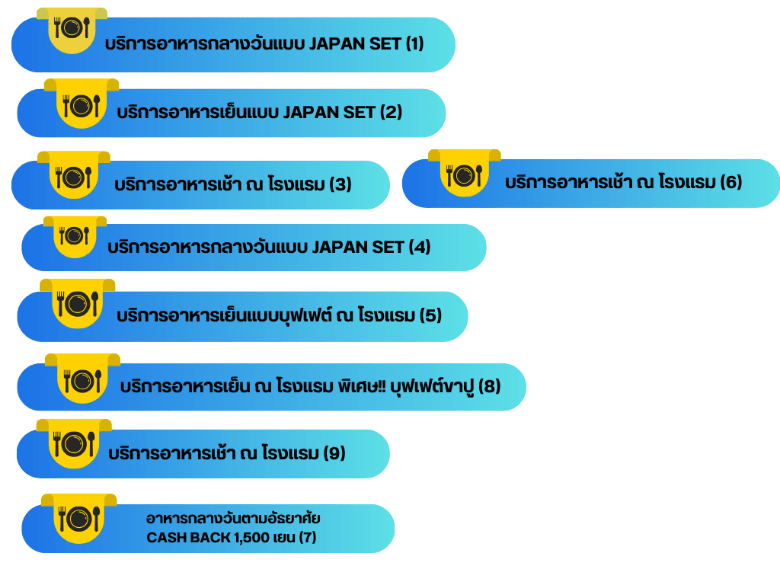 บริการอาหารกลางวันแบบ JAPAN SET (1)
บริการอาหารเย็นแบบ JAPAN SET (2)
บริการอาหารเช้า ณ โรงแรม (3)
บริการอาหารเช้า ณ โรงแรม (6)
บริการอาหารกลางวันแบบ JAPAN SET (4)
บริการอาหารเย็นแบบบุฟเฟต์ ณ โรงแรม (5)
บริการอาหารเย็น ณ โรงแรม พิเศษ!! บุฟเฟต์ขาปู (8)
บริการอาหารเช้า ณ โรงแรม (9)
อาหารกลางวันตามอัธยาศัย
CASH BACK 1,500 เยน (7)